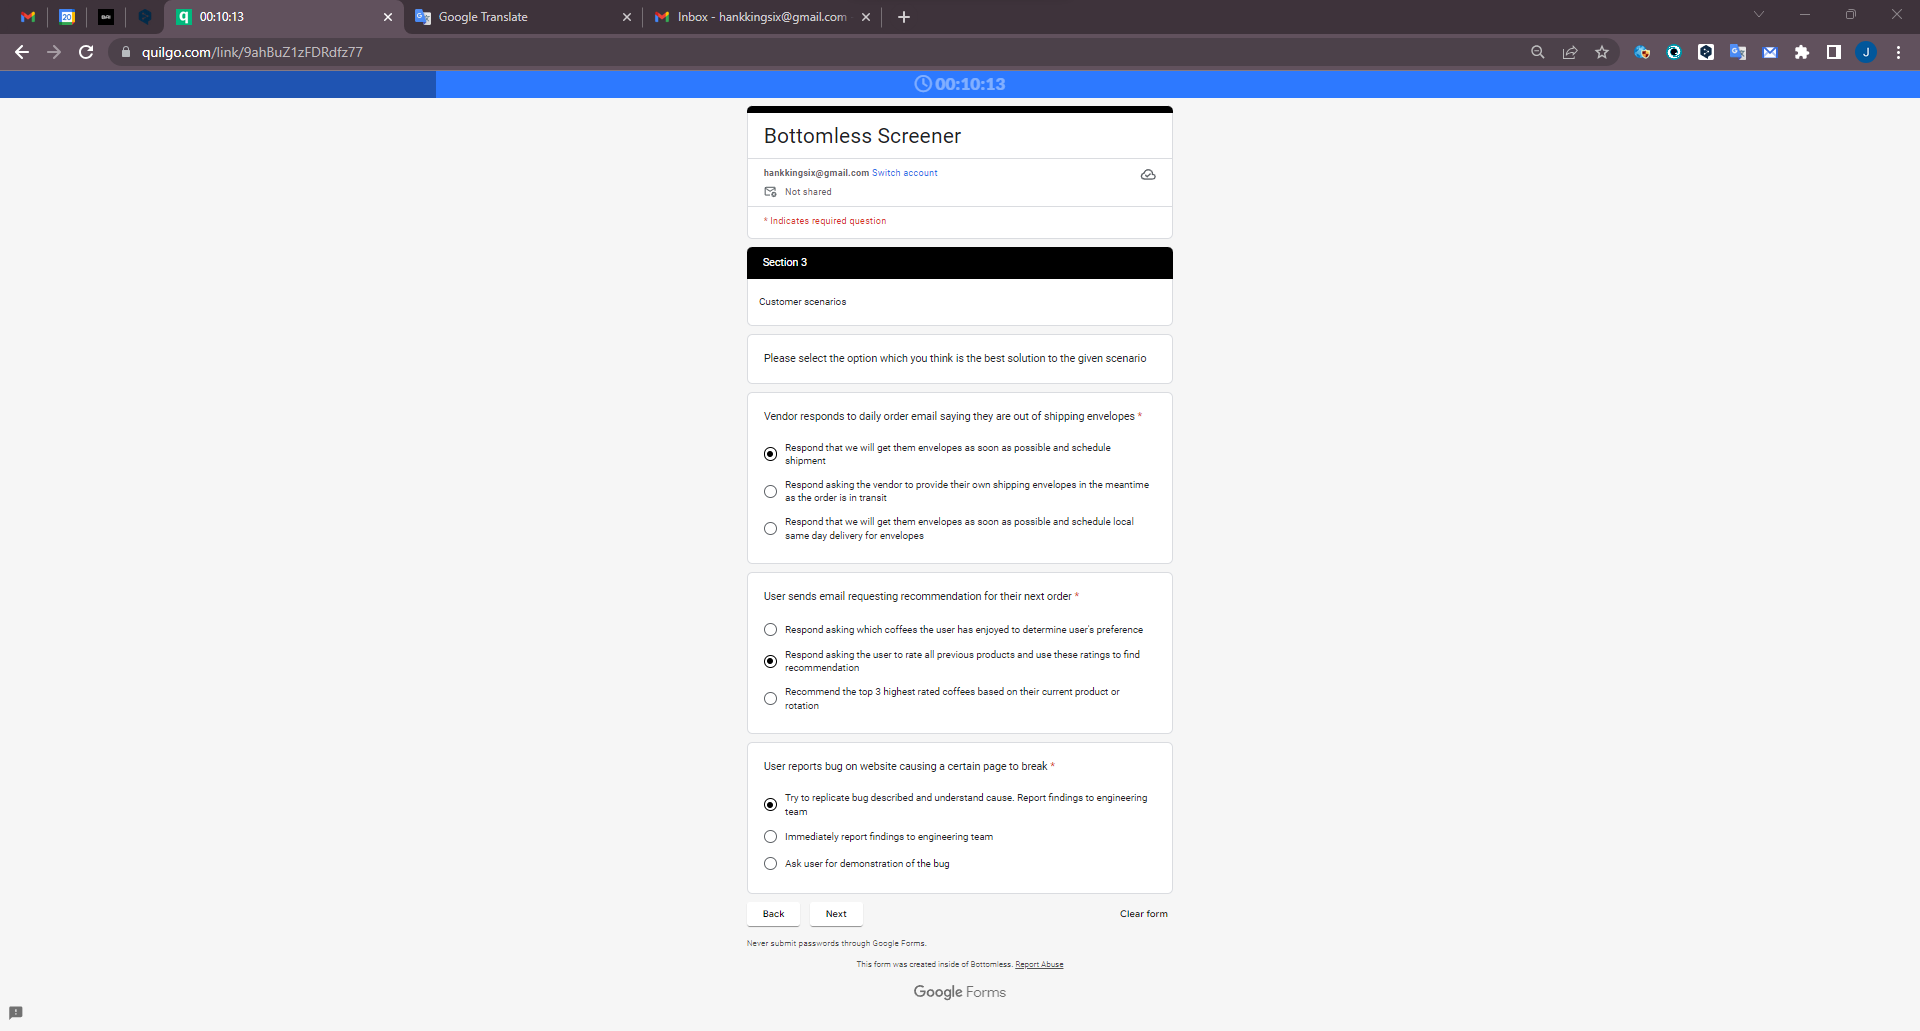 20
BAI
q
00:10:13
Google Translate
Inbox - hankkingsix@gmail.com
quilgo.com/link/9ahBuZ1zFDRdfz77
J
00:10:13
Bottomless Screener
hankkingsix@gmail.com Switch account
Not shared
* Indicates required question
Section 3
Customer scenarios
Please select the option which you think is the best solution to the given scenario
Vendor responds to daily order email saying they are out of shipping envelopes *
Respond that we will get them envelopes as soon as possible and schedule
shipment
Respond asking the vendor to provide their own shipping envelopes in the meantime
as the order is in transit
Respond that we will get them envelopes as soon as possible and schedule local
same day delivery for envelopes
User sends email requesting recommendation for their next order *
Respond asking which coffees the user has enjoyed to determine user's preference
Respond asking the user to rate all previous products and use these ratings to find
recommendation
Recommend the top 3 highest rated coffees based on their current product or
rotation
User reports bug on website causing a certain page to break *
Try to replicate bug described and understand cause. Report findings to engineering
team
Immediately report findings to engineering team
Ask user for demonstration of the bug
Back Next Clear form
Never submit passwords through Google Forms.
This form was created inside of Bottomless. Report Abuse
Google Forms